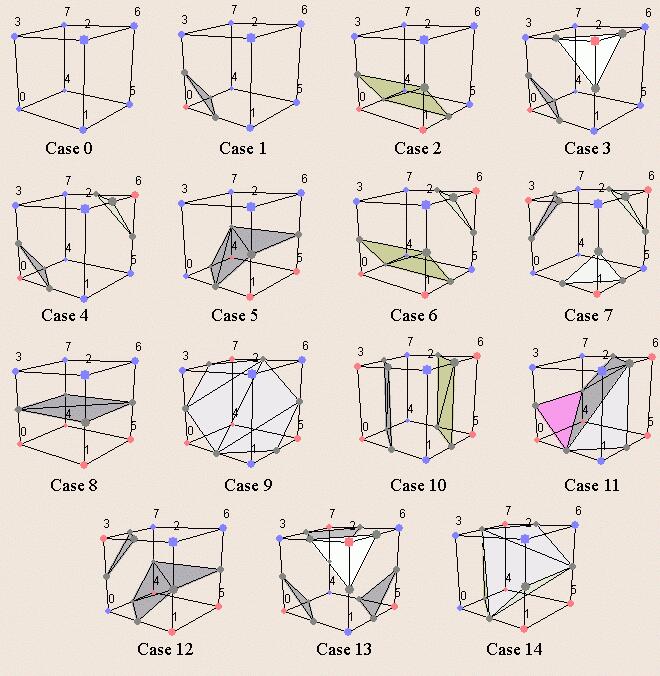 3 7 2 6
0 4 1 5
Case 0
3 7 2 6
0 4 1 5
Case 1
3 7 2 6
0 4 1 5
Case 2
3 7 2 6
0 4 1 5
Case 3
3 7 2 6
0 4 1 5
Case 4
3 7 2 6
0 4 1 5
Case 5
3 7 2 6
0 4 1 5
Case 6
3 7 2 6
0 4 1 5
Case 7
3 7 2 6
0 4 1 5
Case 8
3 7 2 6
0 4 1 5
Case 9
3 7 2 6
0 4 1 5
Case 10
3 7 2 6
0 4 1 5
Case 11
3 7 2 6
0 4 1 5
Case 12
3 7 2 6
0 4 1 5
Case 13
3 7 2 6
0 4 1 5
Case 14